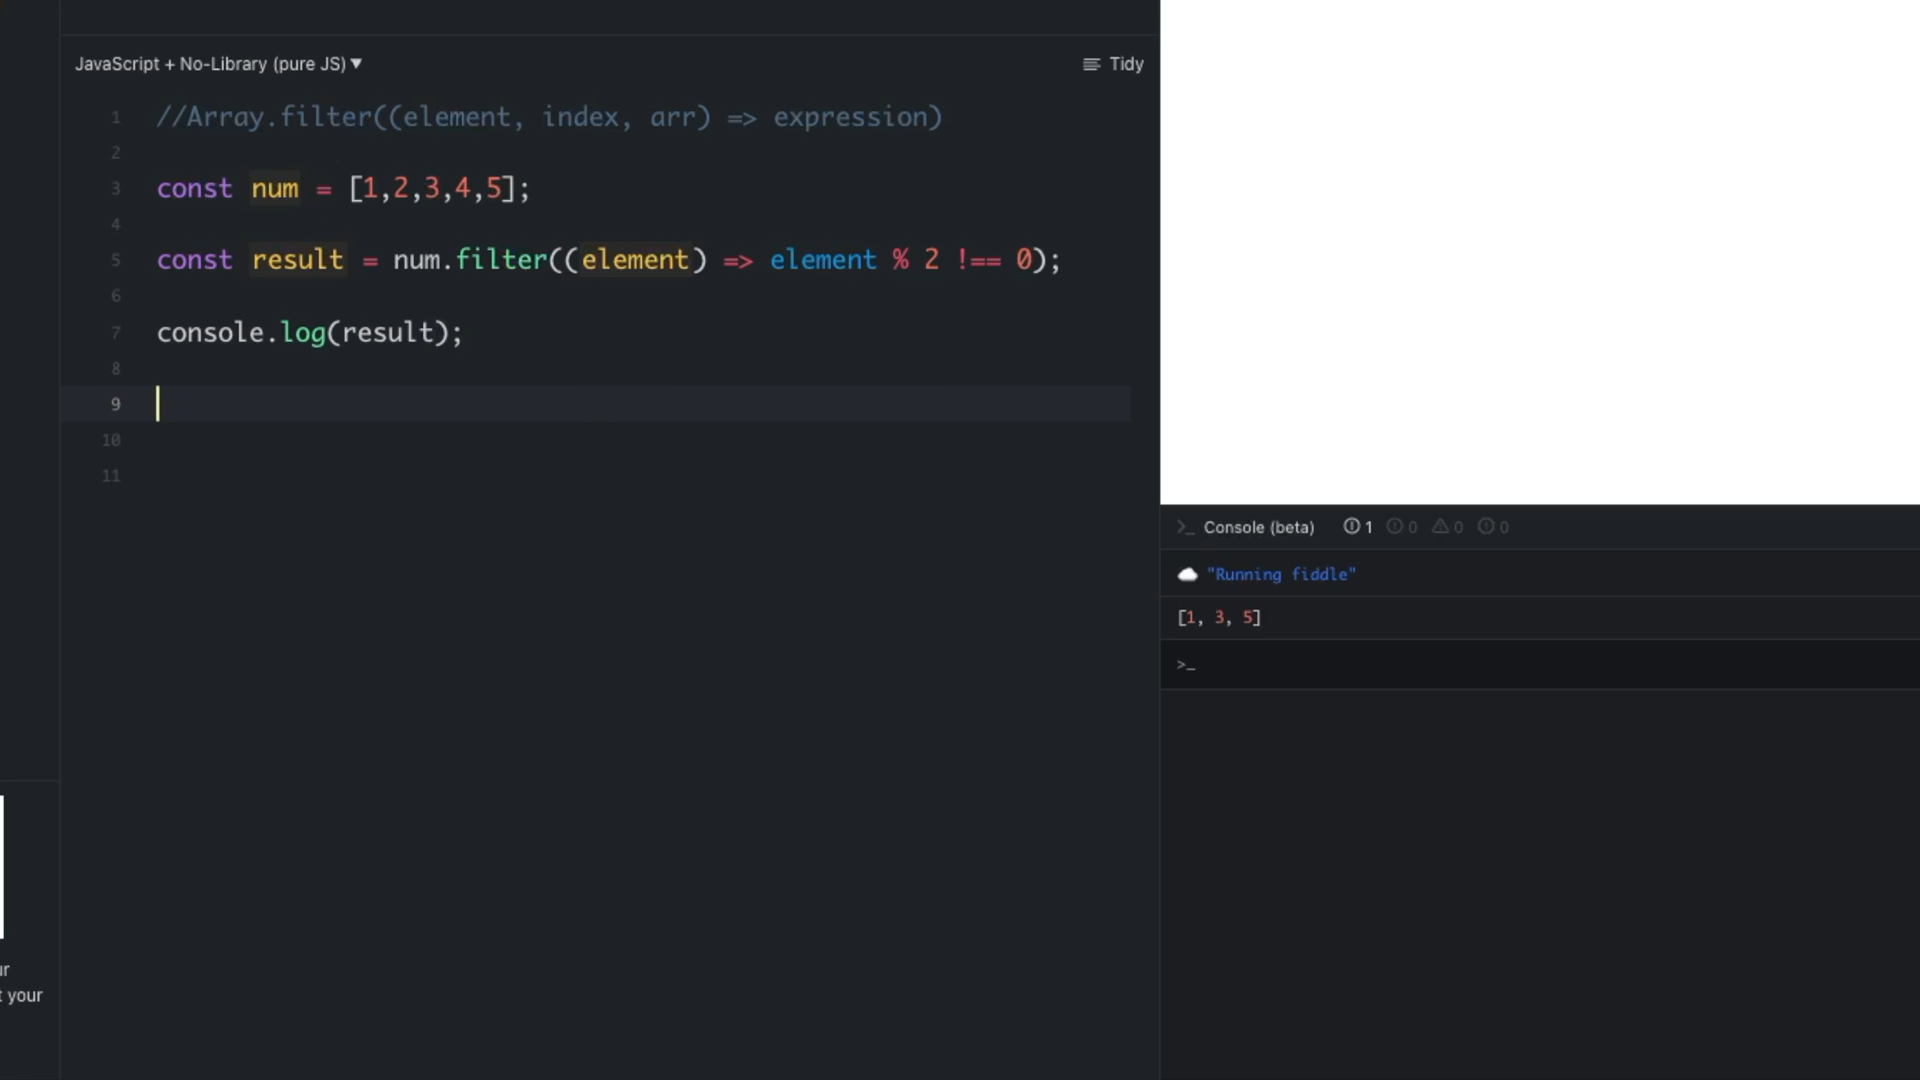 JavaScript + No-Library (pure JS) ▼
Tidy
1 //Array.filter((element, index, arr) => expression)
2
3 const num = [1,2,3,4,5];
4
5 const result = num.filter((element) => element % 2 !== 0);
6
7 console.log(result);
8
9
10
11
>_ Console (beta) 1 0 0 0
"Running fiddle"
[1, 3, 5]
>_
ur
t your